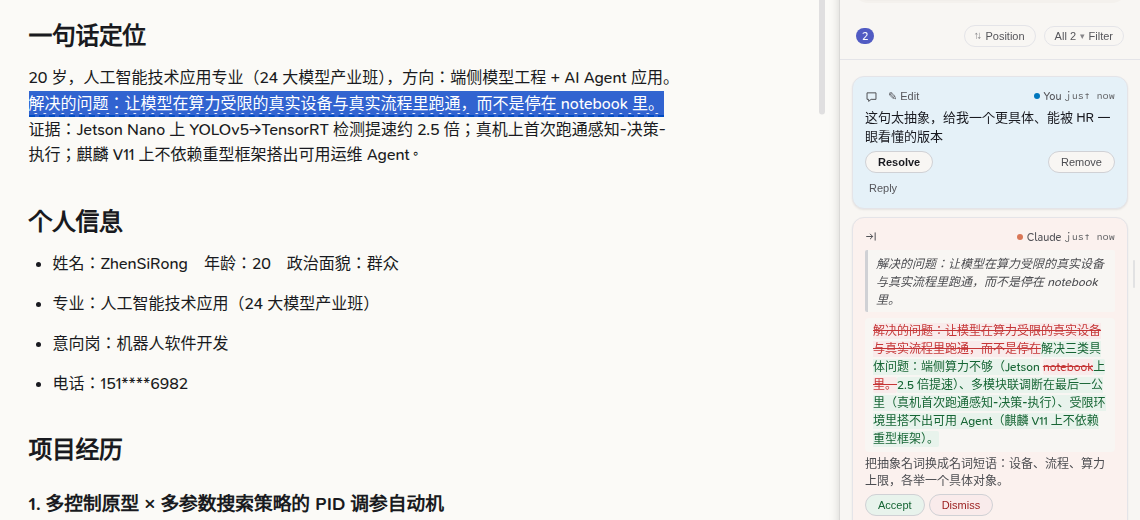 一句话定位
20 岁，人工智能技术应用专业（24 大模型产业班），方向：端侧模型工程 + AI Agent 应用。
解决的问题：让模型在算力受限的真实设备与真实流程里跑通，而不是停在 notebook 里。
证据：Jetson Nano 上 YOLOv5→TensorRT 检测提速约 2.5 倍；真机上首次跑通感知-决策-
执行；麒麟 V11 上不依赖重型框架搭出可用运维 Agent。
个人信息
• 姓名：ZhenSiRong 年龄：20 政治面貌：群众
• 专业：人工智能技术应用（24 大模型产业班）
• 意向岗：机器人软件开发
• 电话：151****6982
项目经历
1. 多控制原型 × 多参数搜索策略的 PID 调参自动机
2
⇅ Position
All 2 ▾ Filter
✎ Edit
You just now
这句太抽象，给我一个更具体、能被 HR 一
眼看懂的版本
Resolve
Remove
Reply
Claude just now
解决的问题：让模型在算力受限的真实设备
与真实流程里跑通，而不是停在 notebook
里。
解决的问题：让模型在算力受限的真实设备
与真实流程里跑通，而不是停在解决三类具
体问题：端侧算力不够（Jetson notebook上
里。2.5 倍提速）、多模块联调断在最后一公
里（真机首次跑通感知-决策-执行）、受限环
境里搭不出可用 Agent（麒麟 V11 上不依赖
重型框架）。
把抽象名词换成名词短语：设备、流程、算力
上限，各举一个具体对象。
Accept
Dismiss